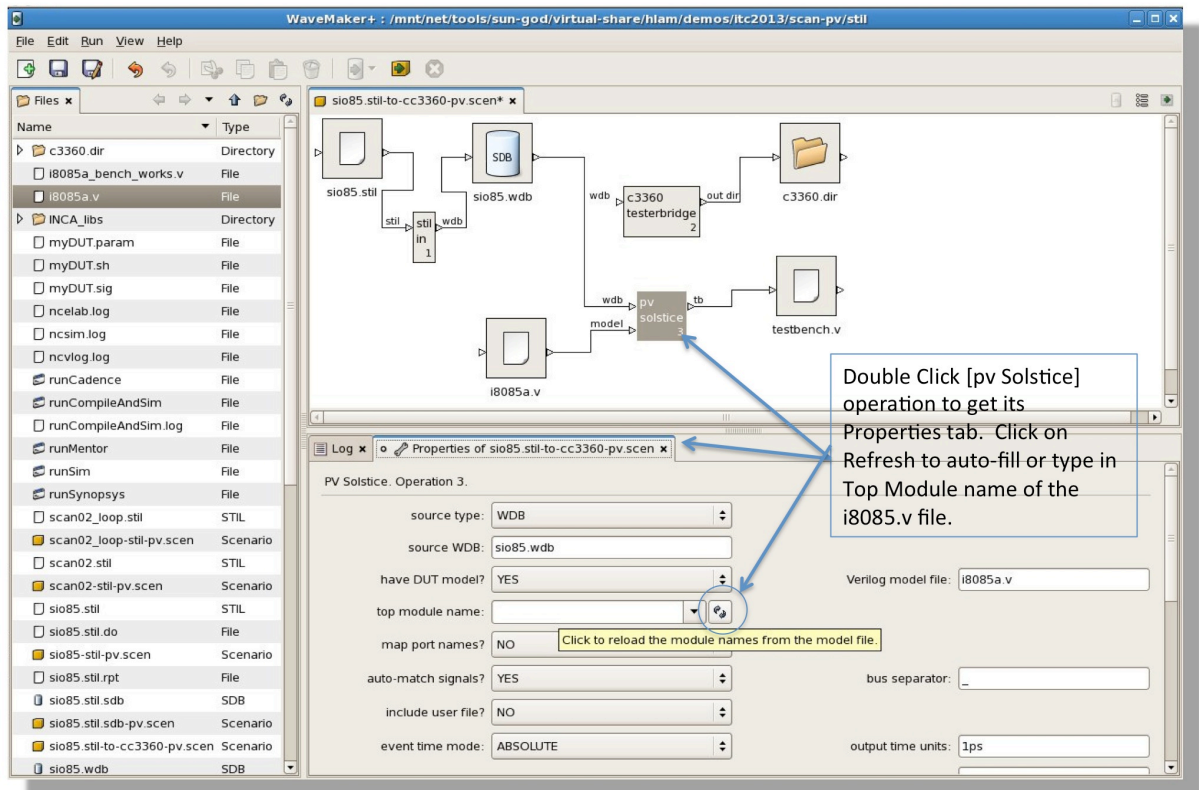 WaveMaker+ : /mnt/net/tools/sun-god/virtual-share/hlam/demos/itc2013/scan-pv/stil
File Edit Run View Help
Files
Name Type
c3360.dir Directory
i8085a_bench_works.v File
i8085a.v File
INCA_libs Directory
myDUT.param File
myDUT.sh File
myDUT.sig File
ncelab.log File
ncsim.log File
ncvlog.log File
runCadence File
runCompileAndSim File
runCompileAndSim.log File
runMentor File
runSim File
runSynopsys File
scan02_loop.stil STIL
scan02_loop-stil-pv.scen Scenario
scan02.stil STIL
scan02-stil-pv.scen Scenario
sio85.stil STIL
sio85.stil.do File
sio85-stil-pv.scen Scenario
sio85.stil.rpt File
sio85.stil.sdb SDB
sio85.stil.sdb-pv.scen Scenario
sio85.stil-to-cc3360-pv.scen Scenario
sio85.wdb SDB
sio85.stil-to-cc3360-pv.scen*
sio85.stil
SDB
sio85.wdb
stil
stil
in
1
wdb
wdb
c3360
testerbridge
2
out dir
c3360.dir
wdb
model
pv
solstice
3
tb
testbench.v
i8085a.v
Double Click [pv Solstice]
operation to get its
Properties tab. Click on
Refresh to auto-fill or type in
Top Module name of the
i8085.v file.
Log
Properties of sio85.stil-to-cc3360-pv.scen
PV Solstice. Operation 3.
source type: WDB
source WDB: sio85.wdb
have DUT model? YES
Verilog model file: i8085a.v
top module name:
Click to reload the module names from the model file.
map port names? NO
auto-match signals? YES
bus separator: _
include user file? NO
event time mode: ABSOLUTE
output time units: 1ps